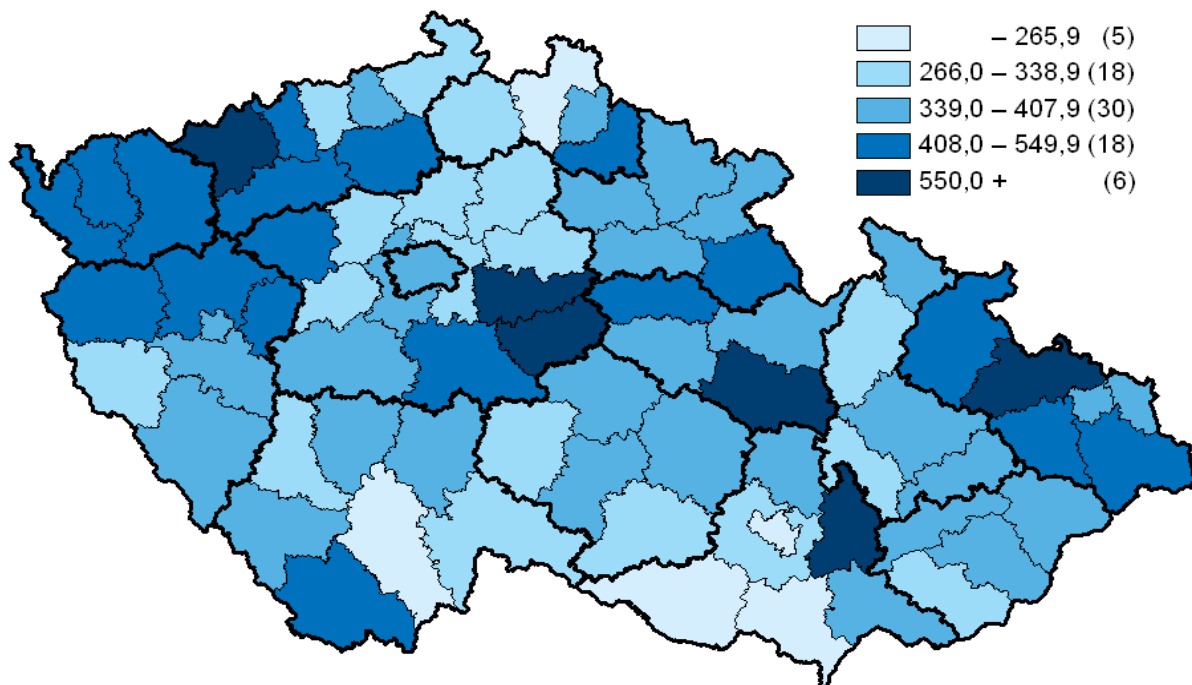 – 265,9 (5)
266,0 – 338,9 (18)
339,0 – 407,9 (30)
408,0 – 549,9 (18)
550,0 + (6)